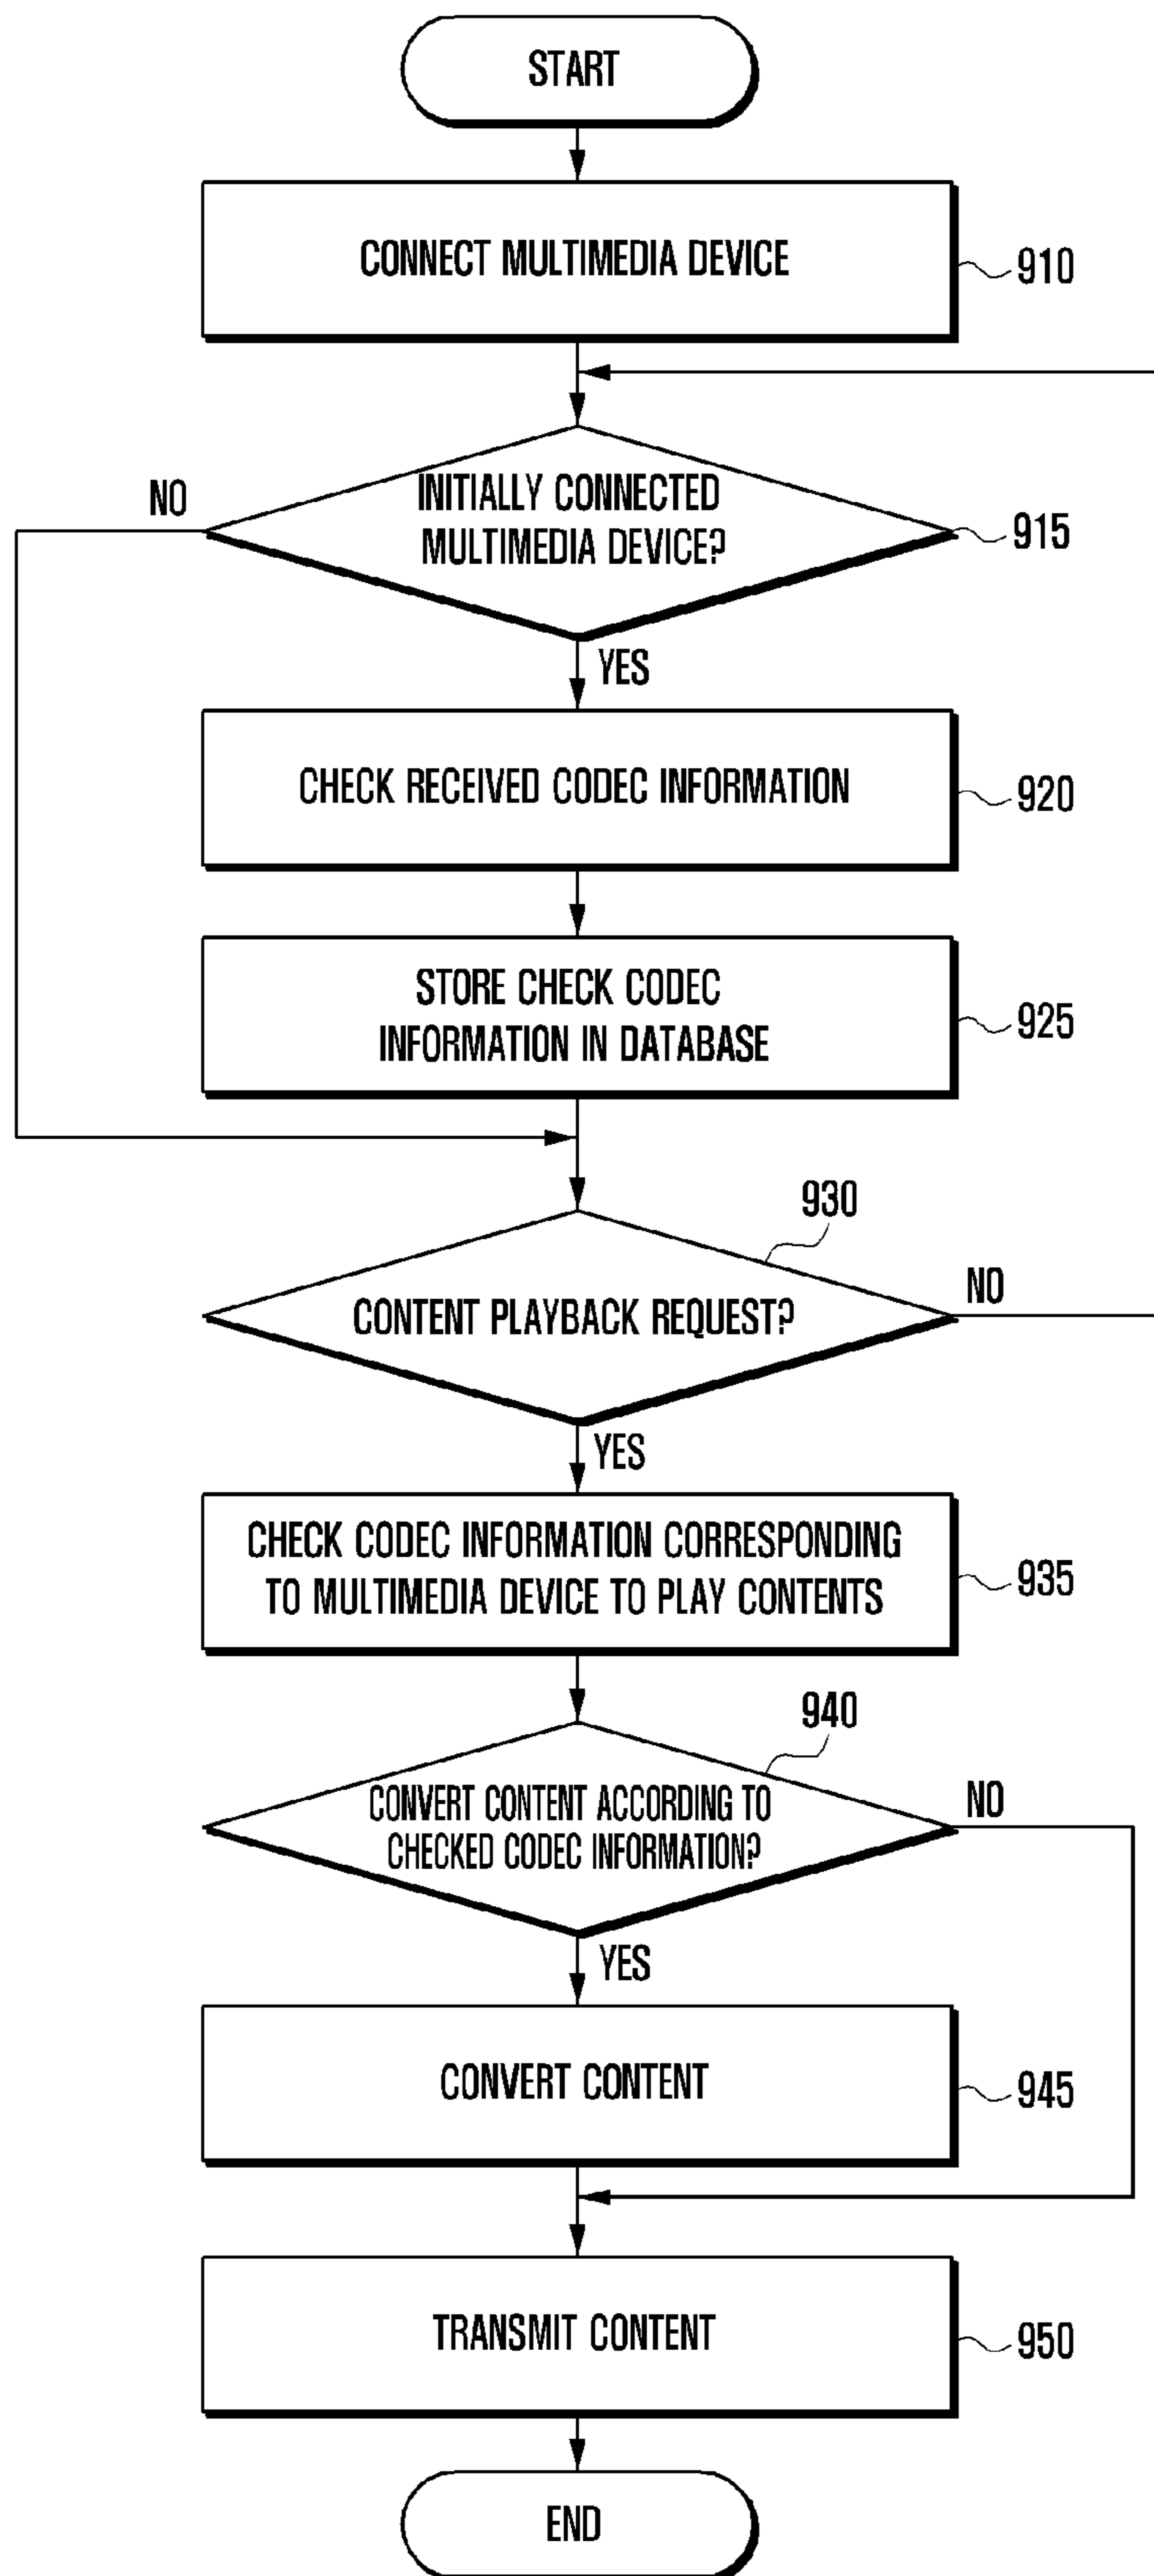 START
CONNECT MULTIMEDIA DEVICE
910
INITIALLY CONNECTED
MULTIMEDIA DEVICE?
NO
915
YES
CHECK RECEIVED CODEC INFORMATION
920
STORE CHECK CODEC
INFORMATION IN DATABASE
925
930
CONTENT PLAYBACK REQUEST?
NO
YES
CHECK CODEC INFORMATION CORRESPONDING
TO MULTIMEDIA DEVICE TO PLAY CONTENTS
935
940
CONVERT CONTENT ACCORDING TO
CHECKED CODEC INFORMATION?
NO
YES
CONVERT CONTENT
945
TRANSMIT CONTENT
950
END